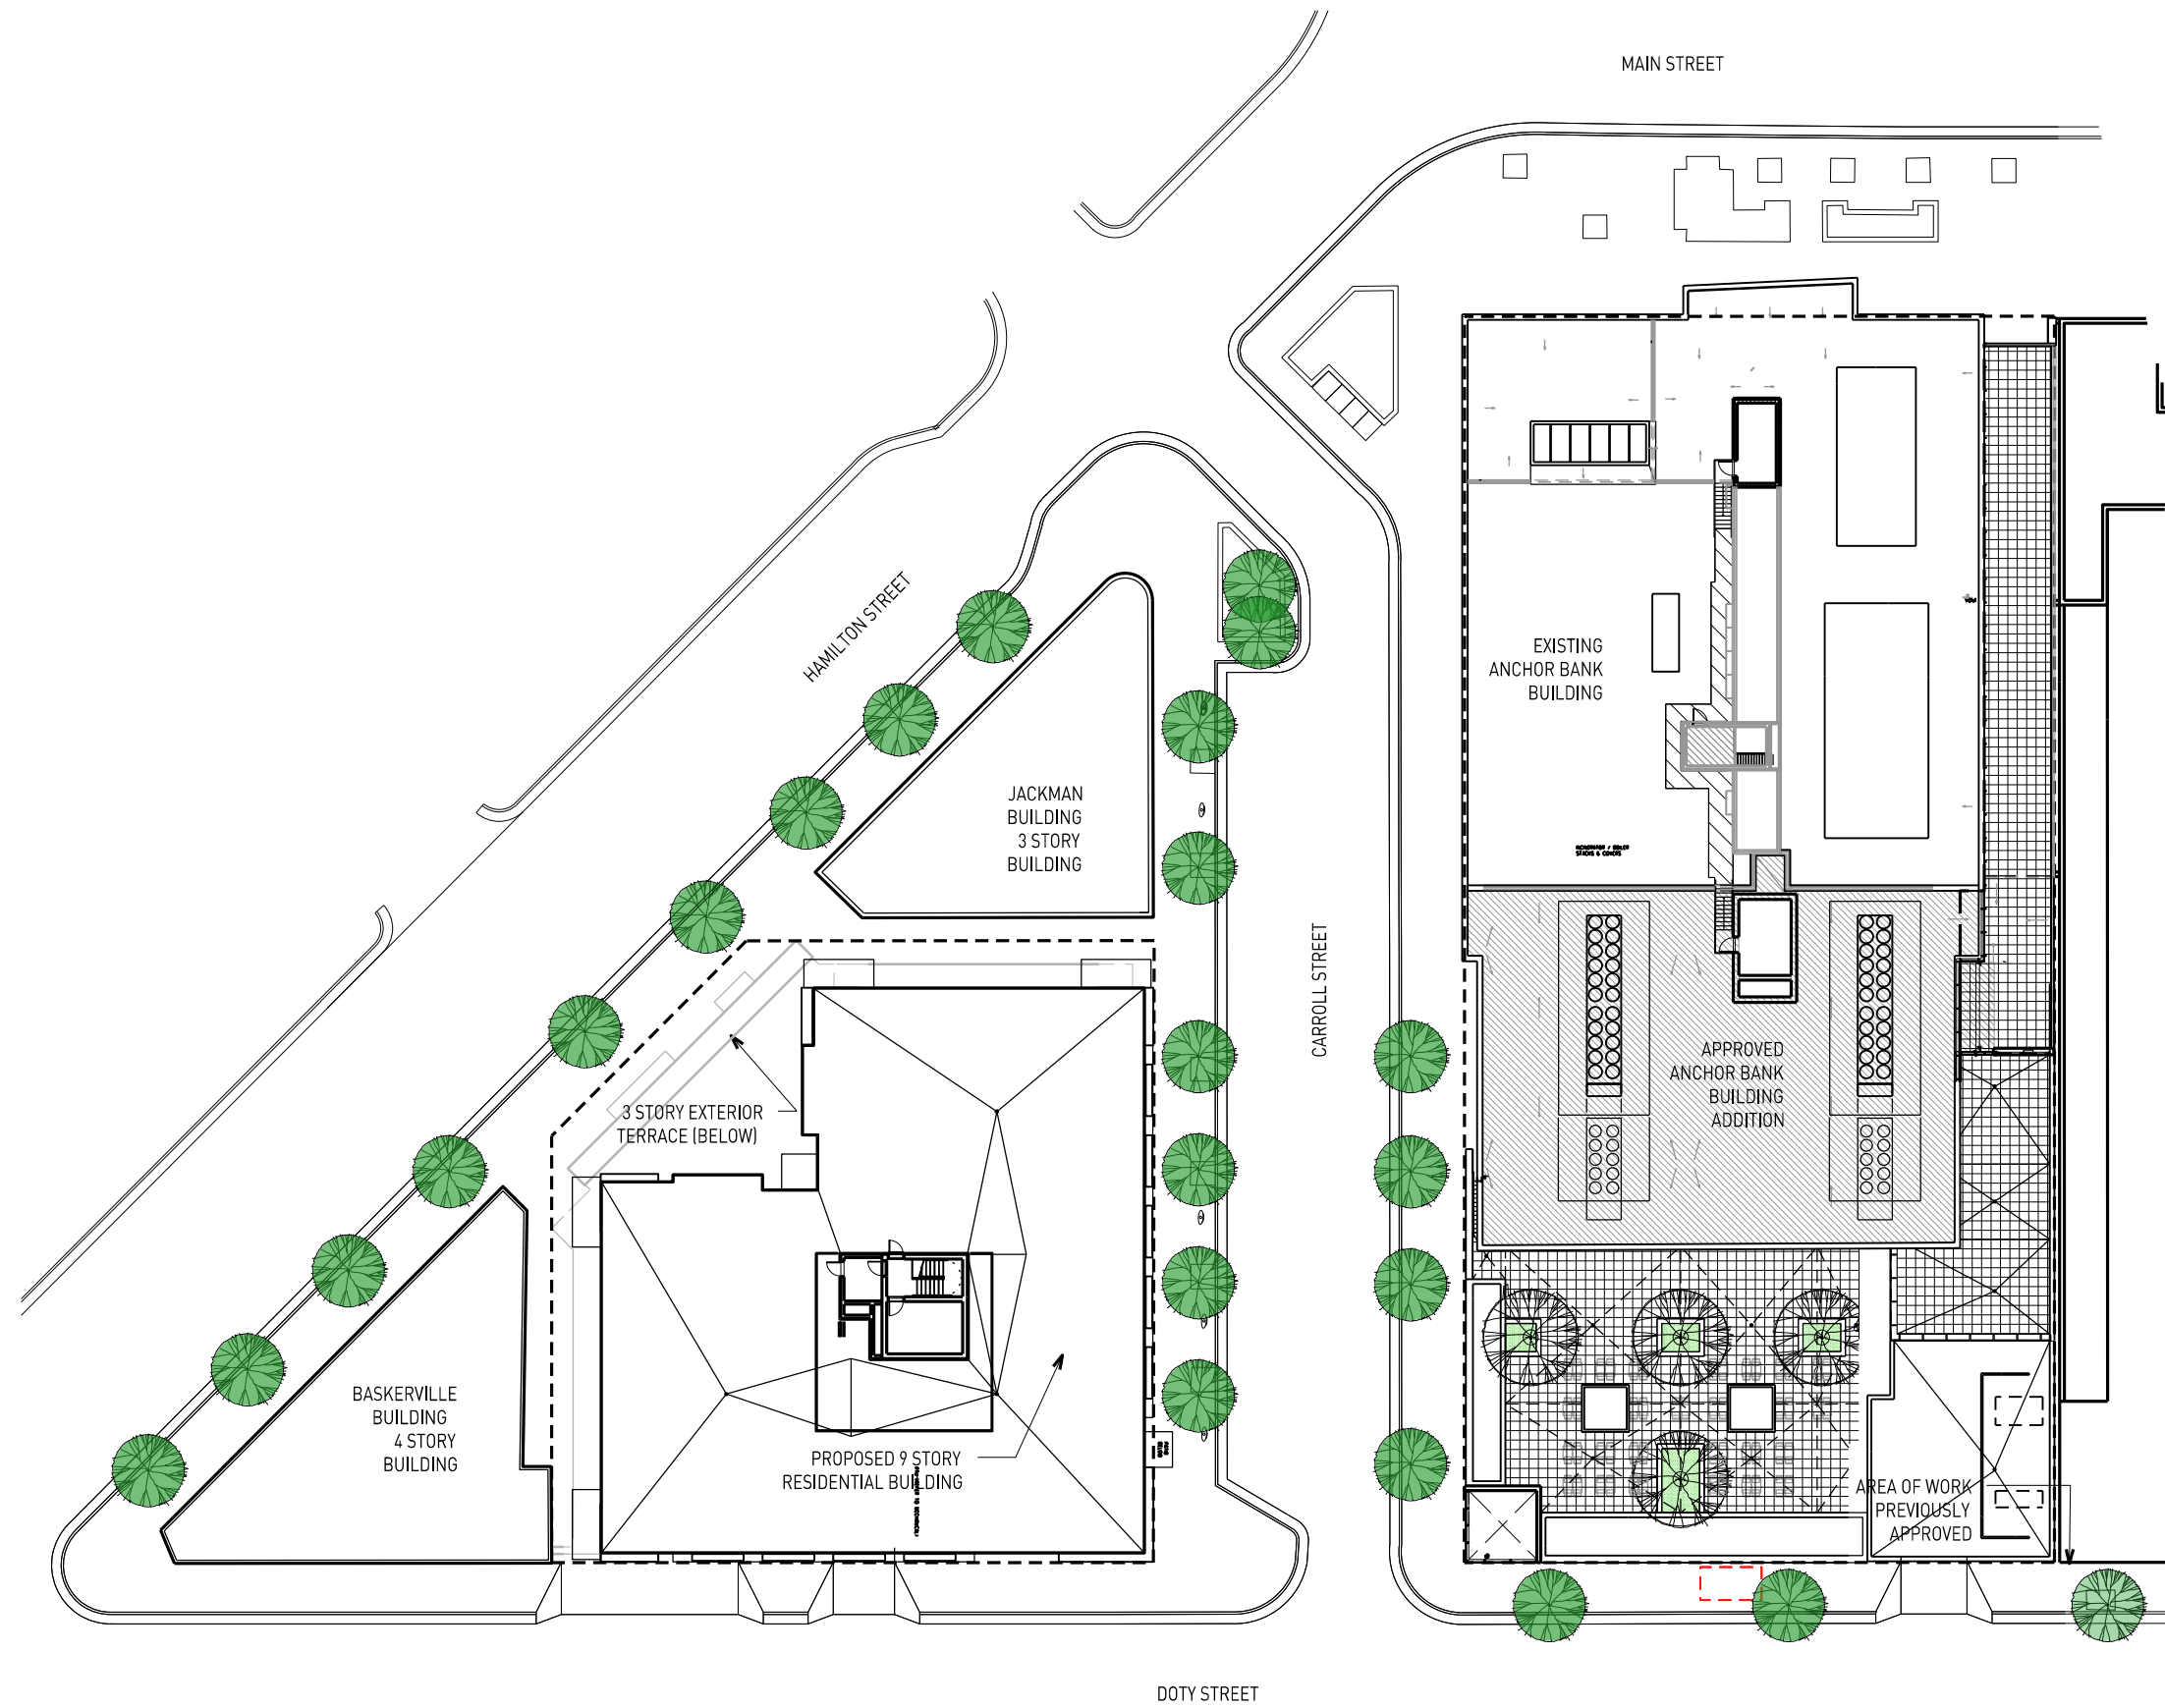 MAIN STREET
HAMILTON STREET
EXISTING
ANCHOR BANK
BUILDING
JACKMAN
BUILDING
3 STORY
BUILDING
CARROLL STREET
APPROVED
ANCHOR BANK
BUILDING
ADDITION
3 STORY EXTERIOR
TERRACE (BELOW)
BASKERVILLE
BUILDING
4 STORY
BUILDING
PROPOSED 9 STORY
RESIDENTIAL BUILDING
AREA OF WORK
PREVIOUSLY
APPROVED
DOTY STREET